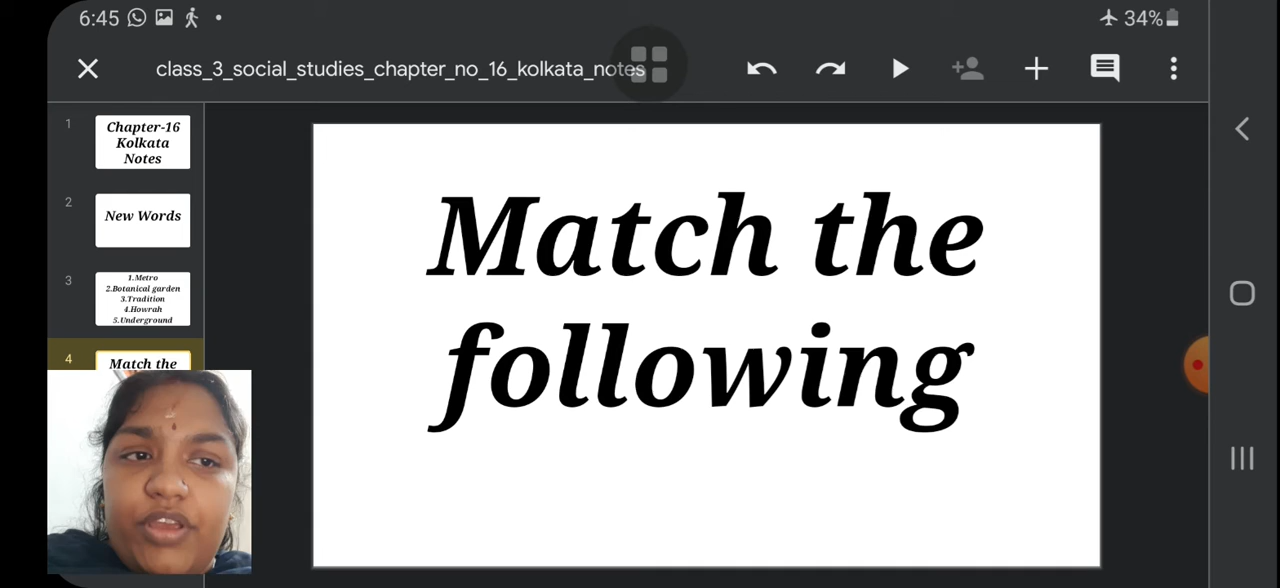 6:45
34%
class_3_social_studies_chapter_no_16_kolkata_notes
1
Chapter-16
Kolkata
Notes
2
New Words
3
1.Metro
2.Botanical garden
3.Tradition
4.Howrah
5.Underground
4
Match the
Match the
following